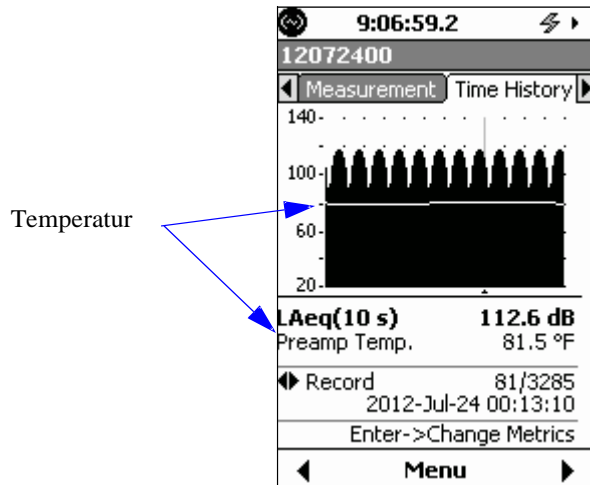 9:06:59.2
12072400
Measurement Time History
140
100
60
20
Temperatur
LAeq(10 s) 112.6 dB
Preamp Temp. 81.5 °F
Record 81/3285
2012-Jul-24 00:13:10
Enter->Change Metrics
Menu